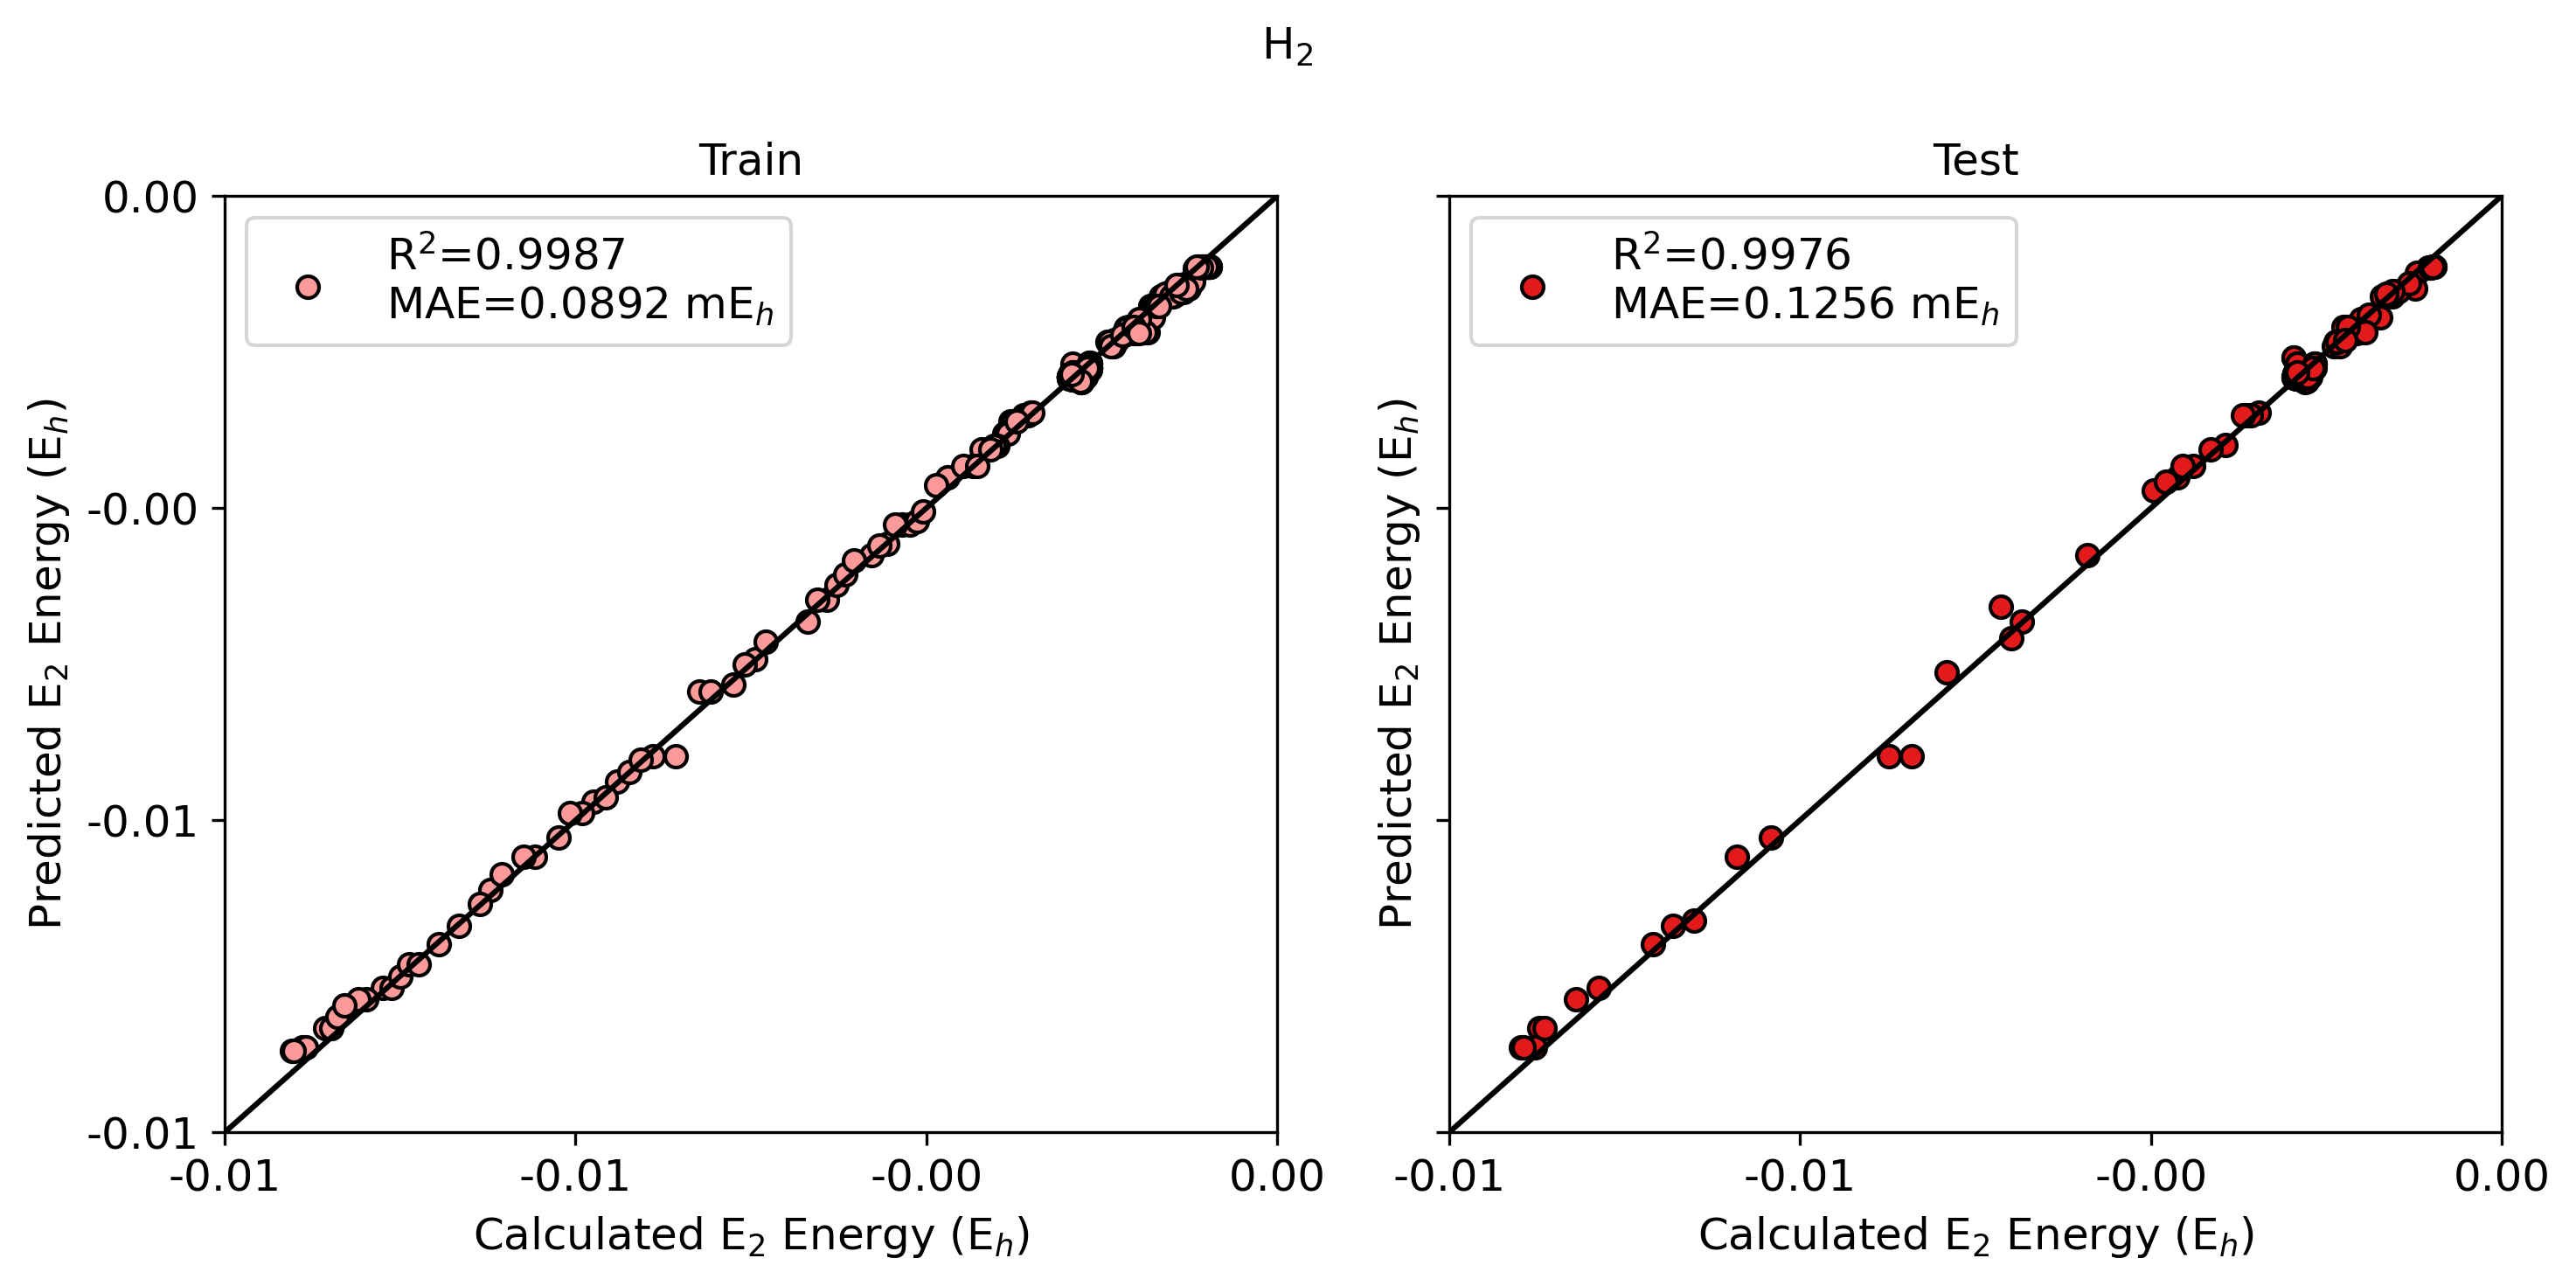 H₂
Train
Test
R²=0.9987
MAE=0.0892 mEₕ
R²=0.9976
MAE=0.1256 mEₕ
0.00
-0.00
-0.01
-0.01
Predicted E₂ Energy (Eₕ)
Predicted E₂ Energy (Eₕ)
-0.01 -0.01 -0.00 0.00
-0.01 -0.01 -0.00 0.00
Calculated E₂ Energy (Eₕ)
Calculated E₂ Energy (Eₕ)